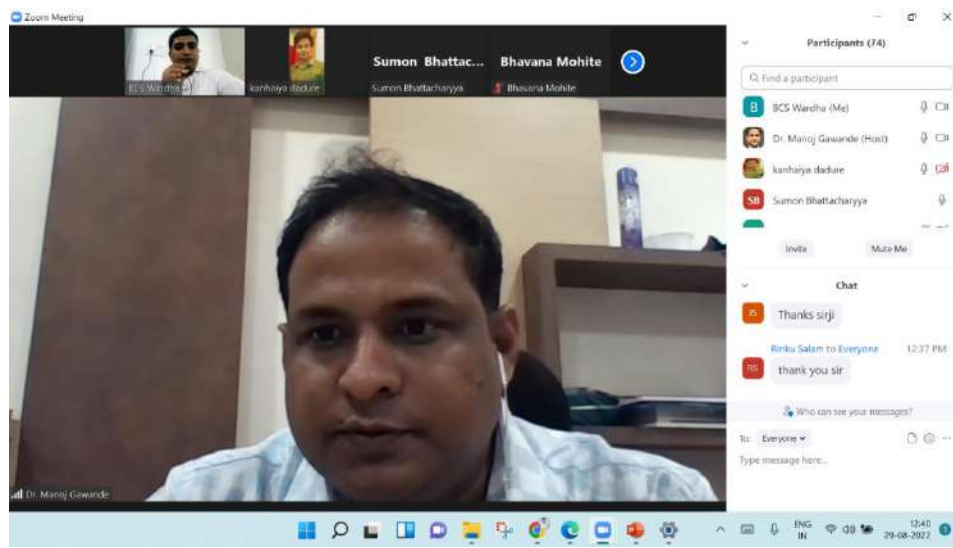 Zoom Meeting
BCS Wardha
kanhaiya dadure
Sumon Bhattac...
Sumon Bhattacharyya
Bhavana Mohite
Bhavana Mohite
Dr. Manoj Gawande
Participants (74)
Find a participant
B BCS Wardha (Me)
Dr. Manoj Gawande (Host)
kanhaiya dadure
SB Sumon Bhattacharyya
Invite Mute Me
Chat
JS Thanks sirji
Rinku Salam to Everyone 12:37 PM
RS thank you sir
Who can see your messages?
To: Everyone
Type message here...
ENG
IN
12:40
29-08-2022